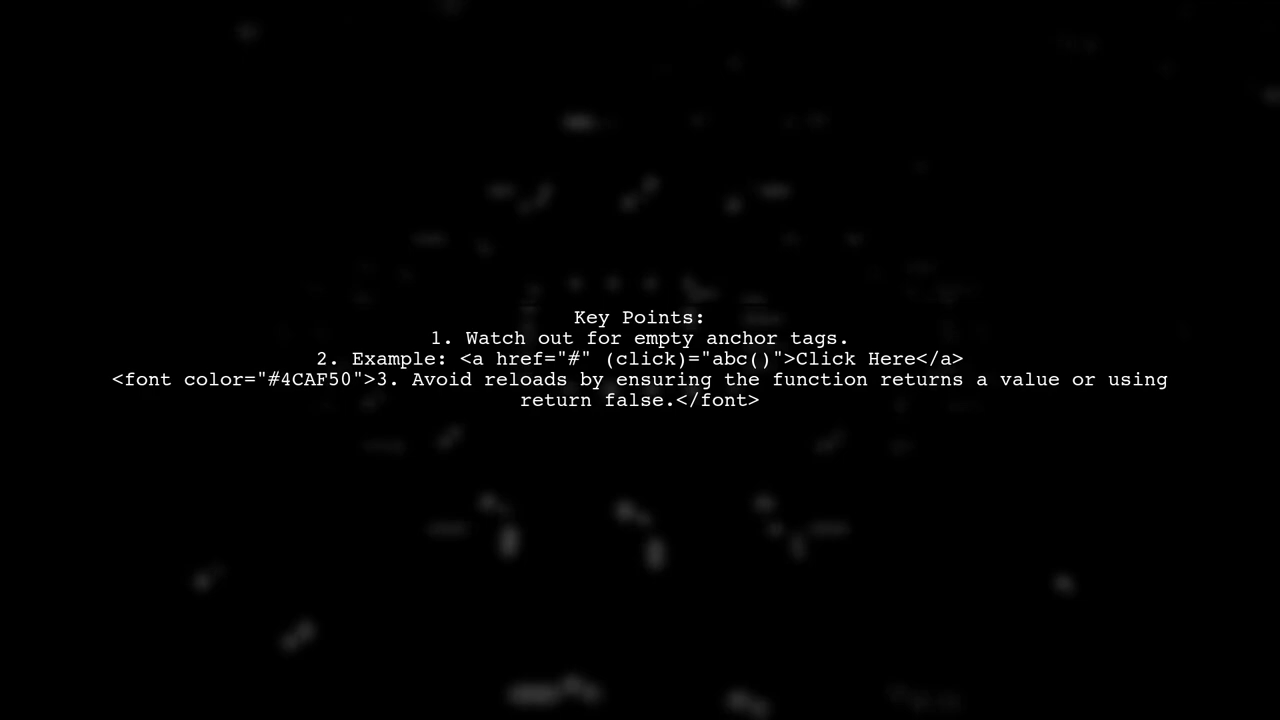 Key Points:
1. Watch out for empty anchor tags.
2. Example: <a href="#" (click)="abc()">Click Here</a>
<font color="#4CAF50">3. Avoid reloads by ensuring the function returns a value or using
return false.</font>